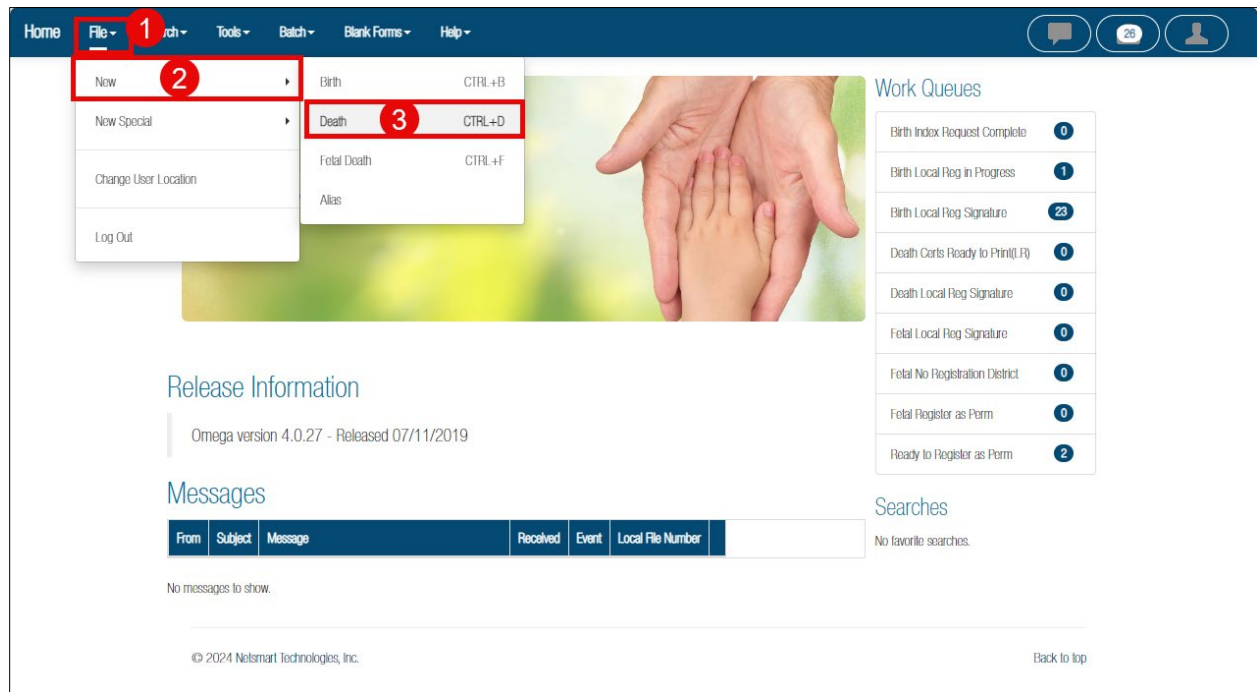 Home File 1 rch Tools Batch Blank Forms Help 26
New 2
New Special
Change User Location
Log Out
Birth CTRL+B
Death 3 CTRL+D
Fetal Death CTRL+F
Alias
Work Queues
Birth Index Request Complete 0
Birth Local Reg in Progress 1
Birth Local Reg Signature 23
Death Certs Ready to Print(LR) 0
Death Local Reg Signature 0
Fetal Local Reg Signature 0
Fetal No Registration District 0
Fetal Register as Perm 0
Ready to Register as Perm 2
Searches
No favorite searches.
Release Information
Omega version 4.0.27 - Released 07/11/2019
Messages
From Subject Message Received Event Local File Number
No messages to show.
© 2024 Netsmart Technologies, Inc. Back to top